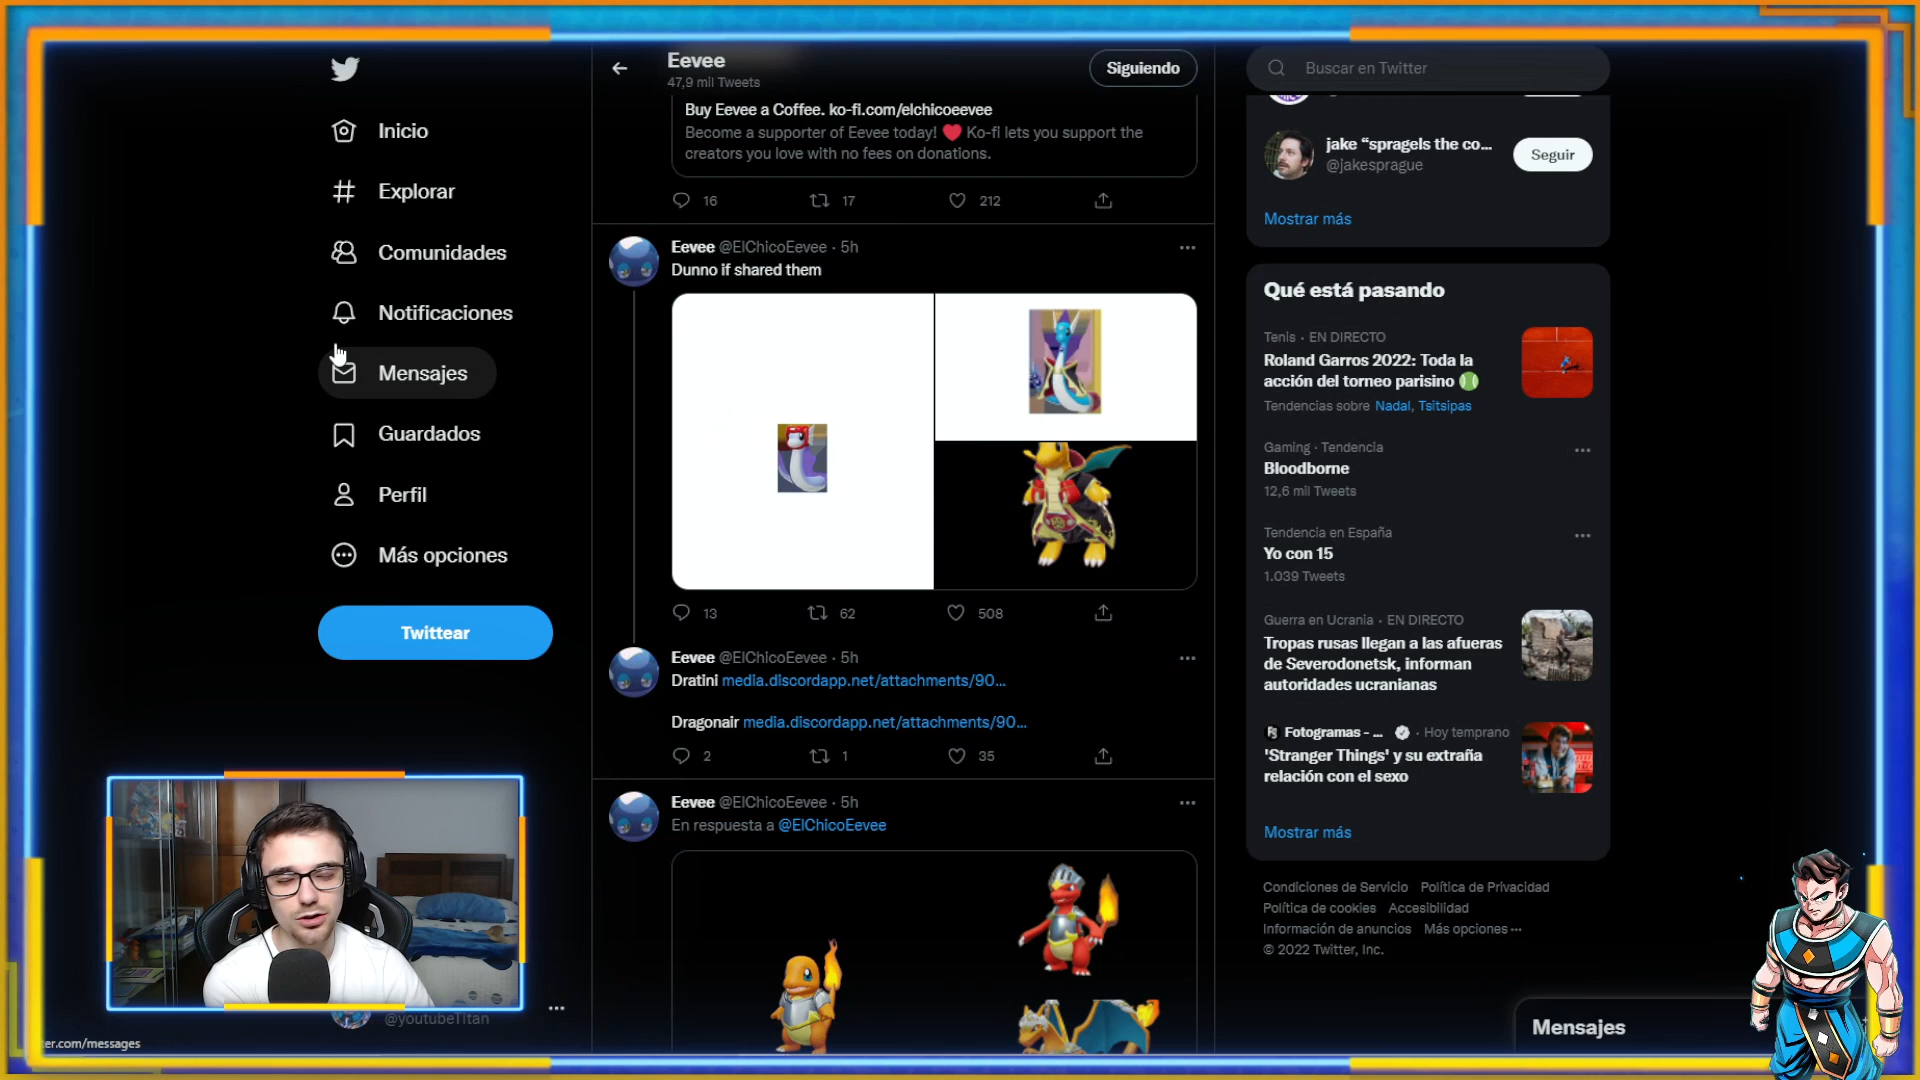 Inicio
Explorar
Comunidades
Notificaciones
Mensajes
Guardados
Perfil
Más opciones
Twittear
@youtubeTitan
er.com/messages
Eevee
47,9 mil Tweets
Siguiendo
Buy Eevee a Coffee. ko-fi.com/elchicoeevee
Become a supporter of Eevee today! ❤️ Ko-fi lets you support the
creators you love with no fees on donations.
16 17 212
Eevee @ElChicoEevee · 5h
Dunno if shared them
13 62 508
Eevee @ElChicoEevee · 5h
Dratini media.discordapp.net/attachments/90...
Dragonair media.discordapp.net/attachments/90...
2 1 35
Eevee @ElChicoEevee · 5h
En respuesta a @ElChicoEevee
Buscar en Twitter
jake “spragels the co...
@jakesprague
Seguir
Mostrar más
Qué está pasando
Tenis · EN DIRECTO
Roland Garros 2022: Toda la
acción del torneo parisino
Tendencias sobre Nadal, Tsitsipas
Gaming · Tendencia
Bloodborne
12,6 mil Tweets
Tendencia en España
Yo con 15
1.039 Tweets
Guerra en Ucrania · EN DIRECTO
Tropas rusas llegan a las afueras
de Severodonetsk, informan
autoridades ucranianas
Fotogramas - ... · Hoy temprano
'Stranger Things' y su extraña
relación con el sexo
Mostrar más
Condiciones de Servicio Política de Privacidad
Política de cookies Accesibilidad
Información de anuncios Más opciones ···
© 2022 Twitter, Inc.
Mensajes